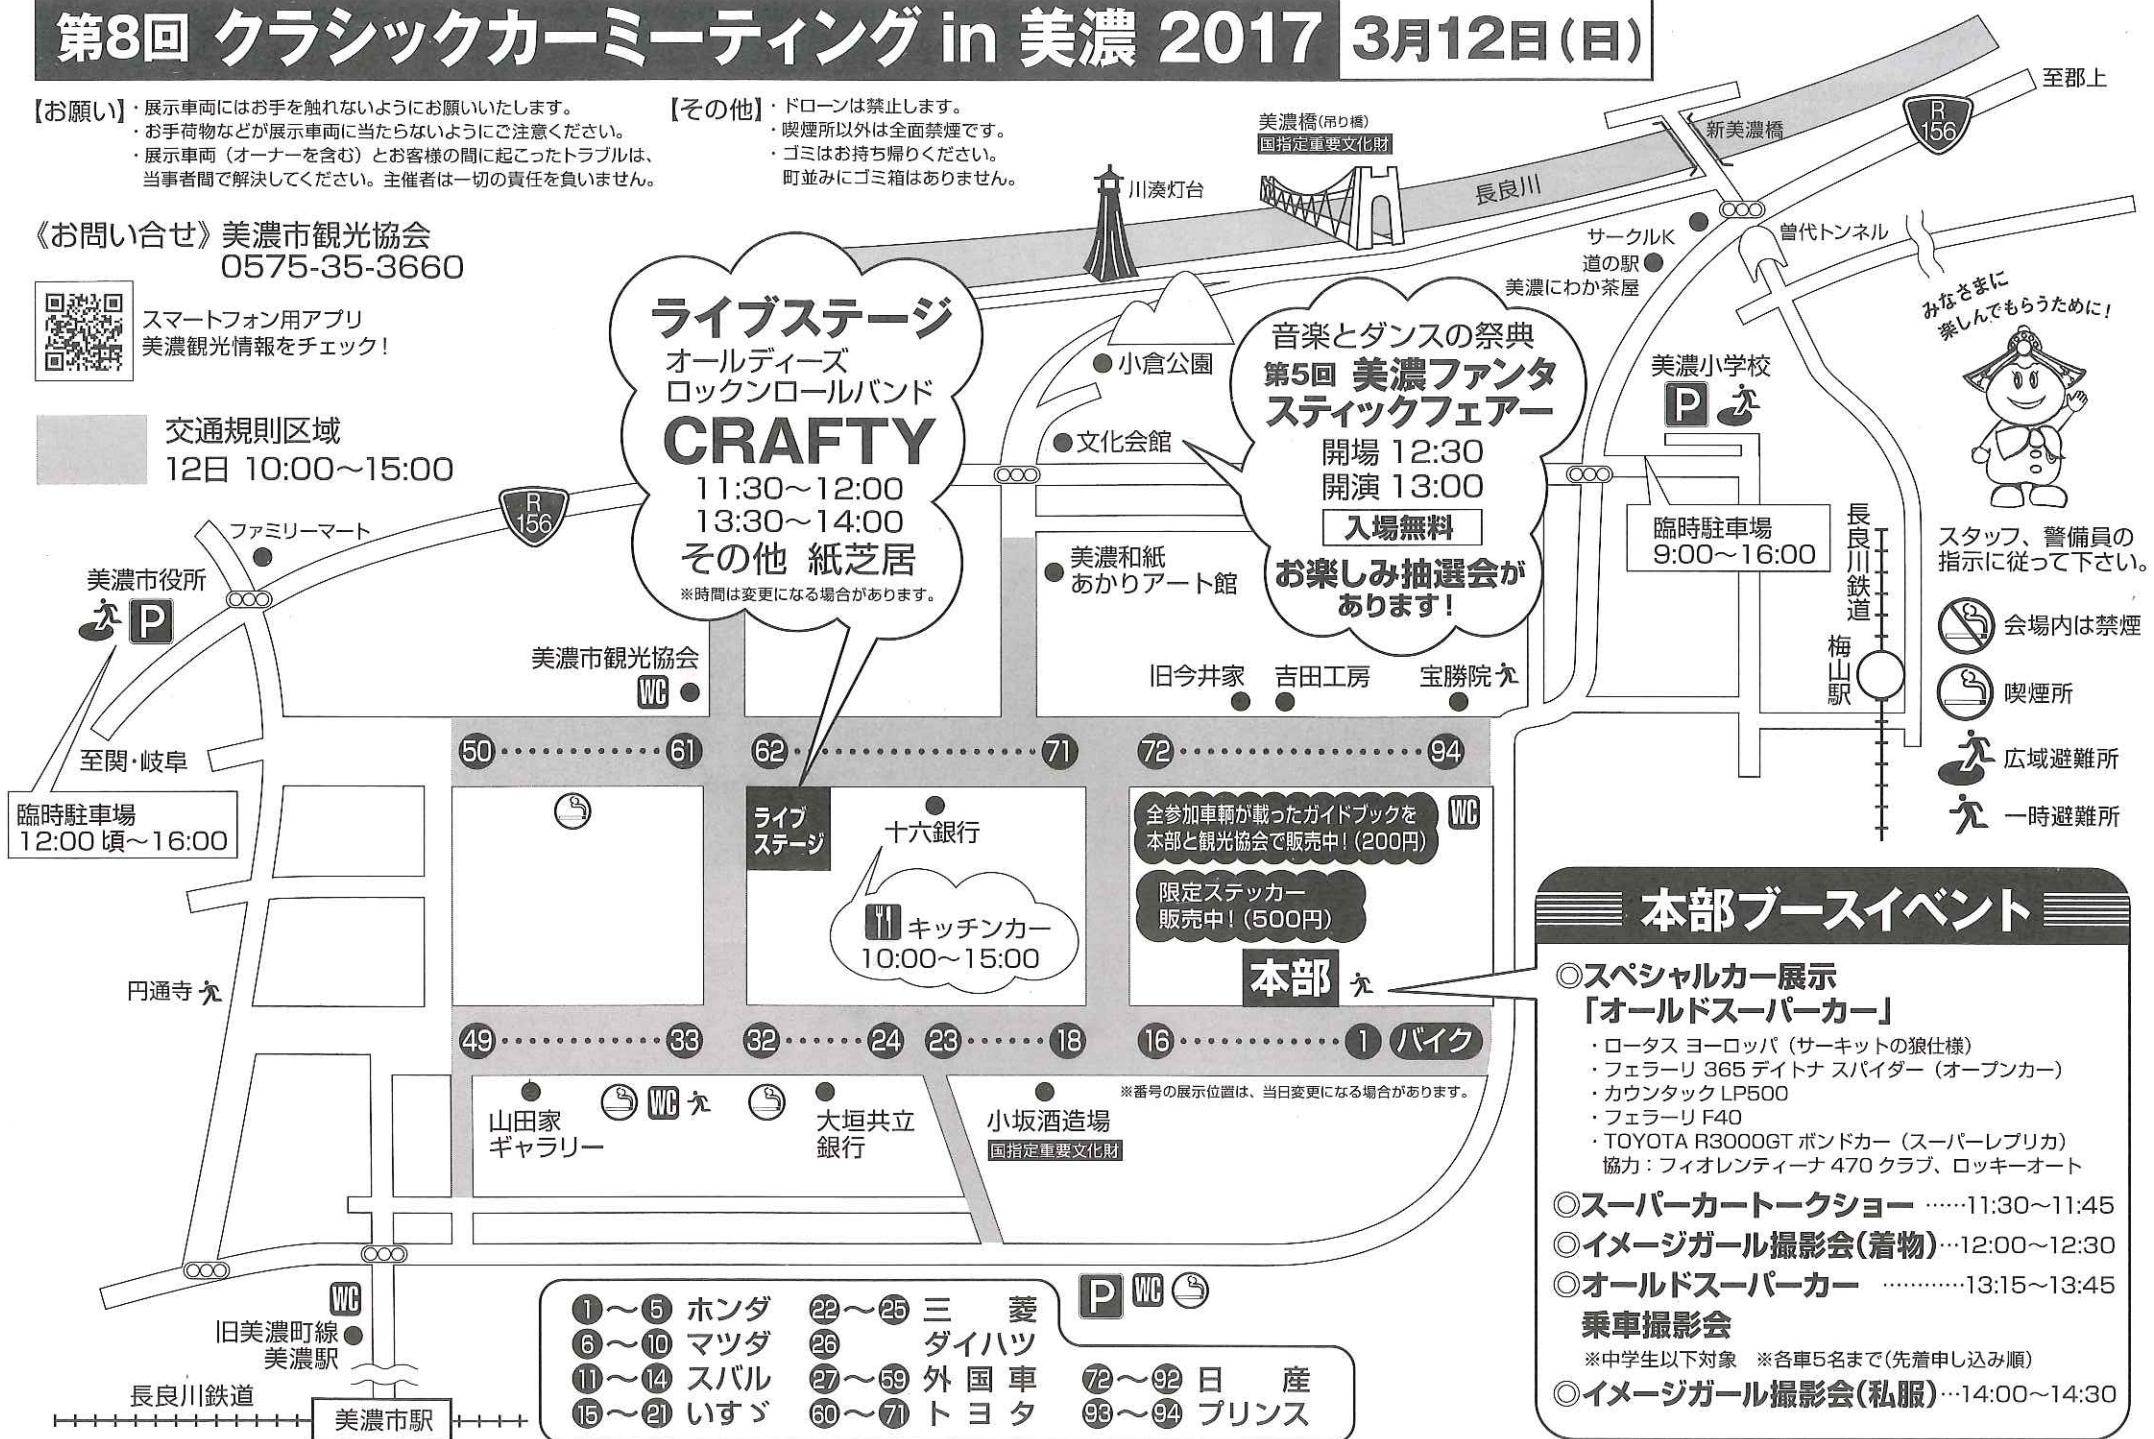 第8回 クラシックカーミーティング in 美濃 2017 3月12日(日)
【お願い】・展示車両にはお手を触れないようにお願いいたします。
・お手荷物などが展示車両に当たらないようにご注意ください。
・展示車両（オーナーを含む）とお客様の間に起こったトラブルは、
当事者間で解決してください。主催者は一切の責任を負いません。
【その他】・ドローンは禁止します。
・喫煙所以外は全面禁煙です。
・ゴミはお持ち帰りください。
町並みにゴミ箱はありません。
《お問い合せ》美濃市観光協会
0575-35-3660
スマートフォン用アプリ
美濃観光情報をチェック！
交通規則区域
12日 10:00〜15:00
美濃橋(吊り橋)
国指定重要文化財
川湊灯台
長良川
新美濃橋
至郡上
R
156
サークルK
道の駅
美濃にわか茶屋
曽代トンネル
みなさまに
楽しんでもらうために！
ライブステージ
オールディーズ
ロックンロールバンド
CRAFTY
11:30〜12:00
13:30〜14:00
その他 紙芝居
※時間は変更になる場合があります。
小倉公園
文化会館
音楽とダンスの祭典
第5回 美濃ファンタ
スティックフェアー
開場 12:30
開演 13:00
入場無料
お楽しみ抽選会が
あります！
美濃小学校
P
臨時駐車場
9:00〜16:00
長良川鉄道
梅山駅
スタッフ、警備員の
指示に従って下さい。
会場内は禁煙
喫煙所
広域避難所
一時避難所
R
156
ファミリーマート
美濃市役所
P
至関・岐阜
臨時駐車場
12:00 頃〜16:00
美濃市観光協会
WC
美濃和紙
あかりアート館
旧今井家
吉田工房
宝勝院
50 61 62 71 72 94
ライブ
ステージ
十六銀行
キッチンカー
10:00〜15:00
全参加車輌が載ったガイドブックを
本部と観光協会で販売中！(200円)
WC
限定ステッカー
販売中！(500円)
本部
円通寺
49 33 32 24 23 18 16 1 バイク
※番号の展示位置は、当日変更になる場合があります。
山田家
ギャラリー
WC
大垣共立
銀行
小坂酒造場
国指定重要文化財
本部ブースイベント
◎スペシャルカー展示
「オールドスーパーカー」
・ロータス ヨーロッパ（サーキットの狼仕様）
・フェラーリ 365 デイトナ スパイダー（オープンカー）
・カウンタック LP500
・フェラーリ F40
・TOYOTA R3000GT ボンドカー（スーパーレプリカ）
協力：フィオレンティーナ 470 クラブ、ロッキーオート
◎スーパーカートークショー ……11:30〜11:45
◎イメージガール撮影会(着物)…12:00〜12:30
◎オールドスーパーカー …………13:15〜13:45
乗車撮影会
※中学生以下対象 ※各車5名まで(先着申し込み順)
◎イメージガール撮影会(私服)…14:00〜14:30
WC
旧美濃町線
美濃駅
長良川鉄道
美濃市駅
P WC
1〜5 ホンダ
6〜10 マツダ
11〜14 スバル
15〜21 いすゞ
22〜25 三菱
26 ダイハツ
27〜59 外国車
60〜71 トヨタ
72〜92 日産
93〜94 プリンス